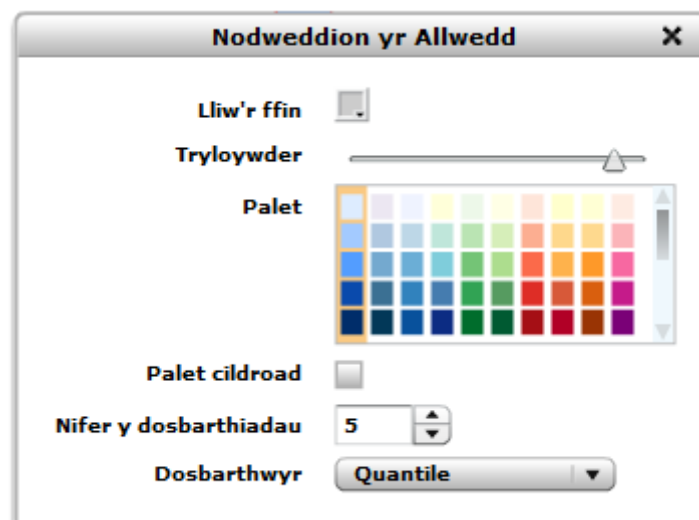 Nodweddion yr Allwedd
Lliw'r ffin
Tryloywder
Palet
Palet cildroad
Nifer y dosbarthiadau 5
Dosbarthwyr Quantile